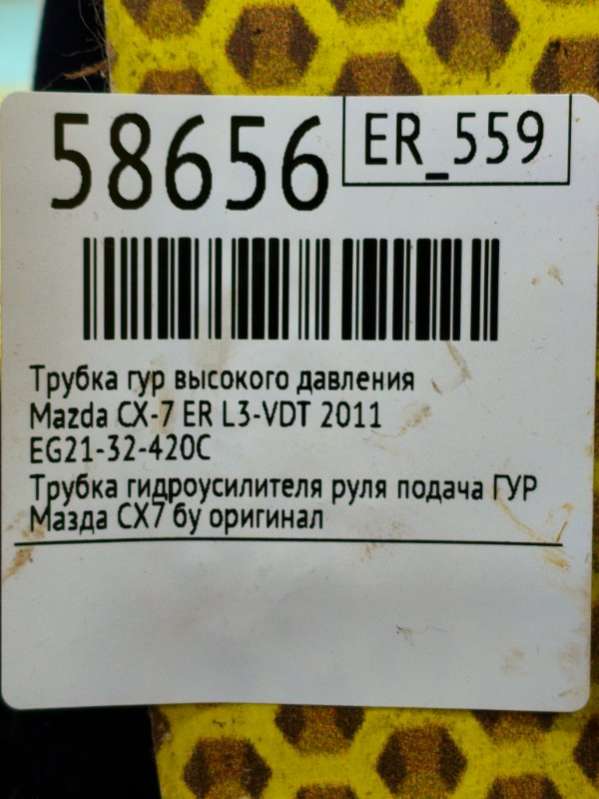 58656
ER_559
Трубка гур высокого давления
Mazda CX-7 ER L3-VDT 2011
EG21-32-420C
Трубка гидроусилителя руля подача ГУР
Мазда СХ7 бу оригинал